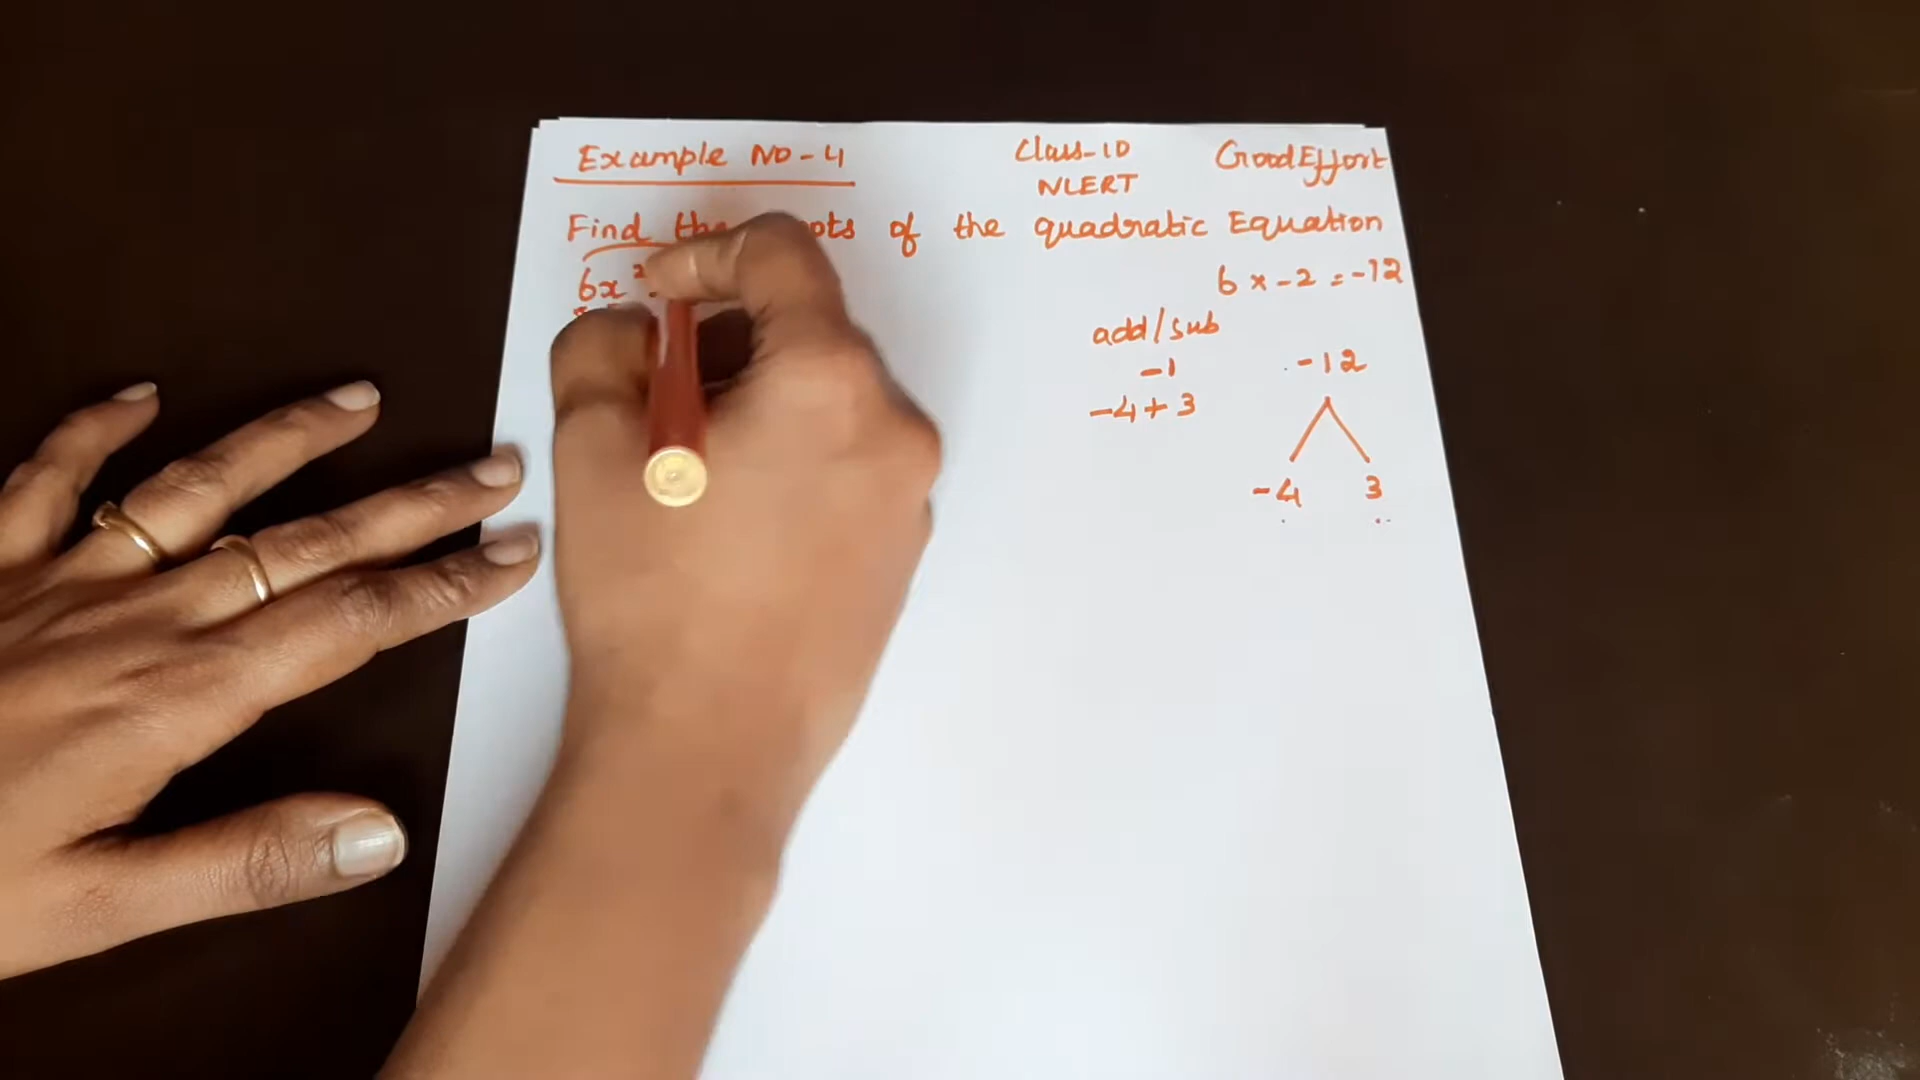 Example NO-4 Class-10 GoodEffort
NCERT
Find the of the quadratic Equation
6x² 6 × -2 = -12
add/sub
-1 -12
-4+3
-4 3